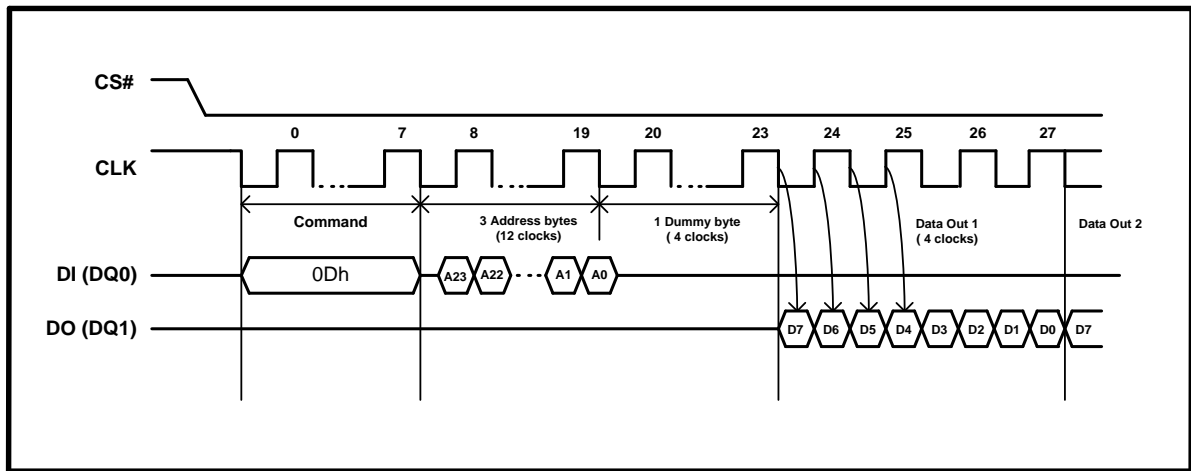 CS#
0 7 8 19 20 23 24 25 26 27
CLK
Command
3 Address bytes
(12 clocks)
1 Dummy byte
( 4 clocks)
Data Out 1
( 4 clocks)
Data Out 2
DI (DQ0)
0Dh
A23 A22 A1 A0
DO (DQ1)
D7 D6 D5 D4 D3 D2 D1 D0 D7